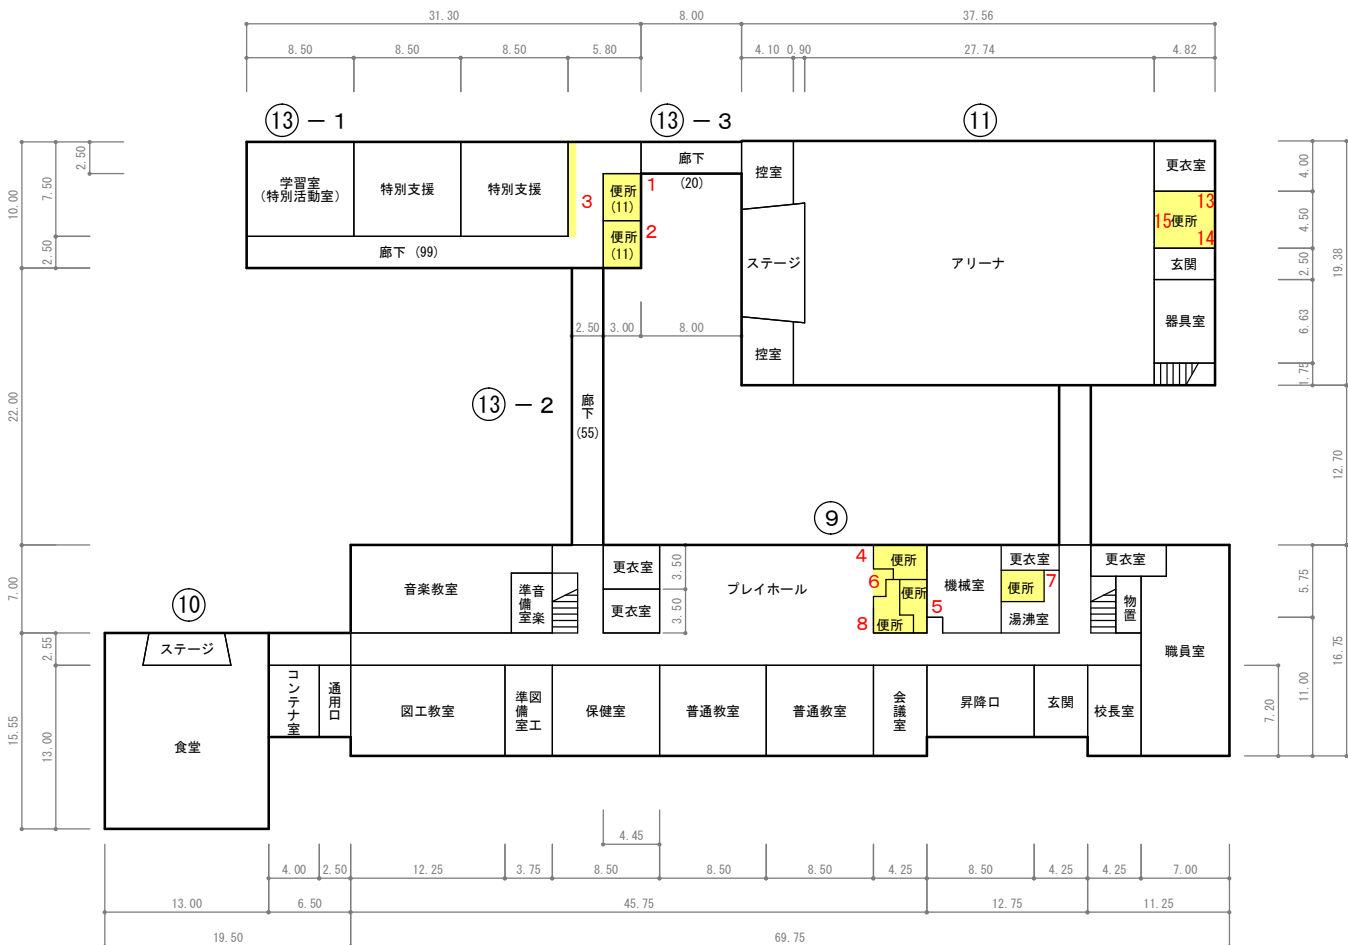 31.30
8.00
37.56
8.50
8.50
8.50
5.80
4.10
0.90
27.74
4.82
⑬－1
⑬－3
⑪
2.50
7.50
10.00
2.50
学習室
(特別活動室)
特別支援
特別支援
3
便所
(11)
1
便所
(11)
2
廊下
(20)
廊下 (99)
控室
ステージ
控室
アリーナ
更衣室
13
15
便所
14
玄関
器具室
4.00
4.50
2.50
6.63
1.75
19.38
2.50
3.00
8.00
⑬－2
廊下
(55)
22.00
12.70
⑨
⑩
7.00
音楽教室
音楽
準備室
更衣室
更衣室
3.50
3.50
プレイホール
4
便所
6
便所
8
便所
5
機械室
更衣室
便所
7
湯沸室
更衣室
物置
職員室
5.75
16.75
11.00
7.20
2.55
15.55
13.00
ステージ
食堂
コンテナ室
通用口
図工教室
図工
準備室
保健室
普通教室
普通教室
会議室
昇降口
玄関
校長室
4.45
4.00
2.50
12.25
3.75
8.50
8.50
8.50
4.25
8.50
4.25
4.25
7.00
13.00
6.50
45.75
12.75
11.25
19.50
69.75